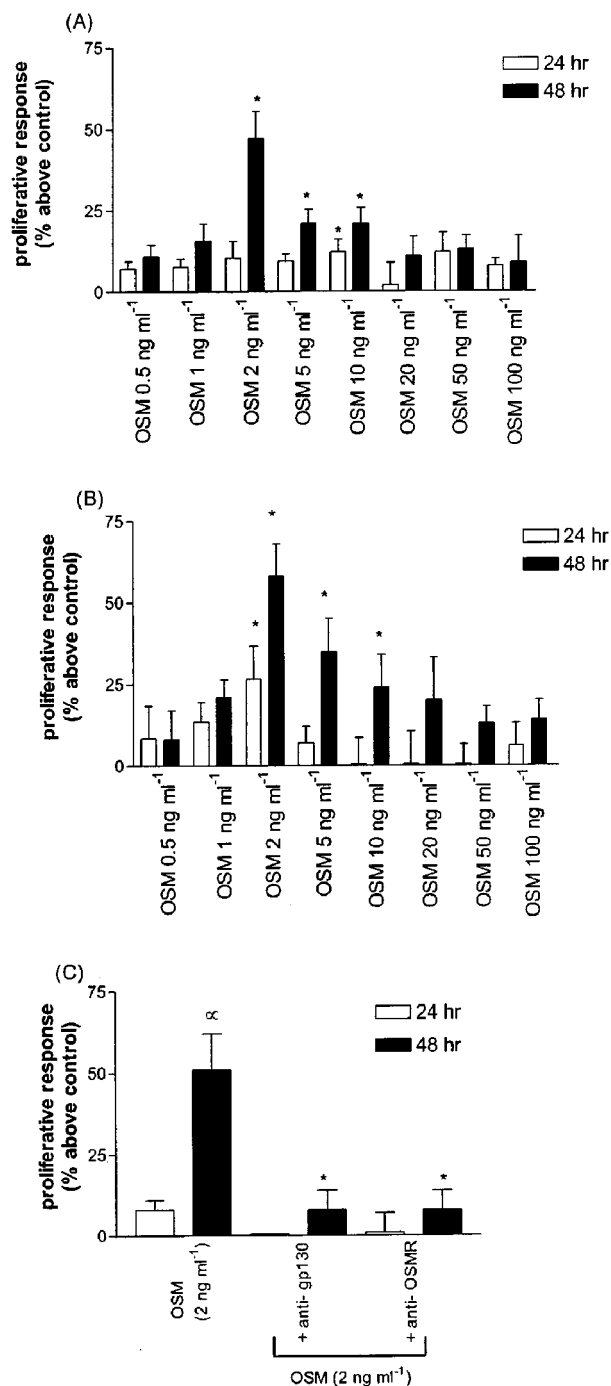 (A)
24 hr
48 hr
proliferative response
(% above control)
75
50
25
0
*
*
*
*
OSM 0.5 ng ml⁻¹
OSM 1 ng ml⁻¹
OSM 2 ng ml⁻¹
OSM 5 ng ml⁻¹
OSM 10 ng ml⁻¹
OSM 20 ng ml⁻¹
OSM 50 ng ml⁻¹
OSM 100 ng ml⁻¹
(B)
24 hr
48 hr
proliferative response
(% above control)
75
50
25
0
*
*
*
*
OSM 0.5 ng ml⁻¹
OSM 1 ng ml⁻¹
OSM 2 ng ml⁻¹
OSM 5 ng ml⁻¹
OSM 10 ng ml⁻¹
OSM 20 ng ml⁻¹
OSM 50 ng ml⁻¹
OSM 100 ng ml⁻¹
(C)
24 hr
48 hr
proliferative response
(% above control)
75
50
25
0
∝
*
*
OSM
(2 ng ml⁻¹)
+ anti-gp130
+ anti- OSMR
OSM (2 ng ml⁻¹)